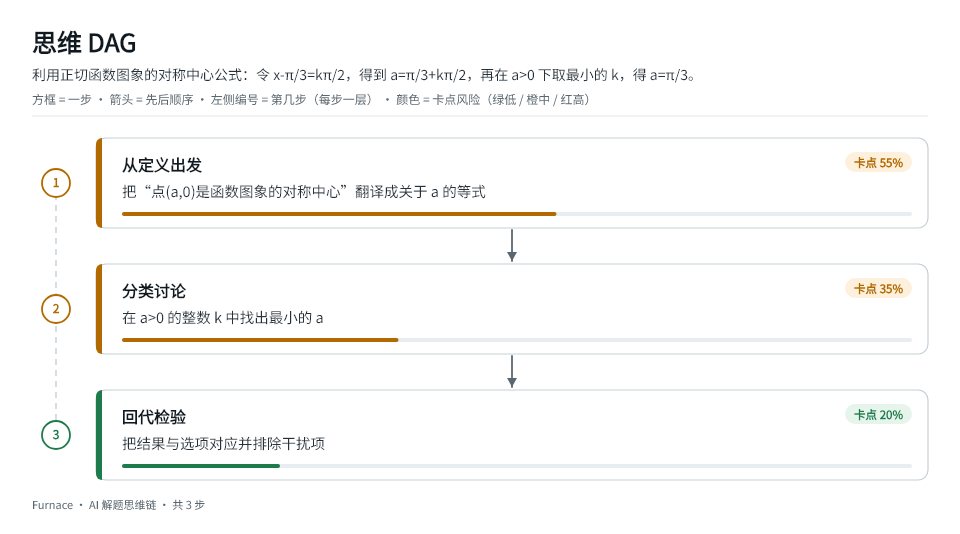 思维 DAG
利用正切函数图象的对称中心公式：令 x-π/3=kπ/2，得到 a=π/3+kπ/2，再在 a>0 下取最小的 k，得 a=π/3。
方框 = 一步 · 箭头 = 先后顺序 · 左侧编号 = 第几步（每步一层） · 颜色 = 卡点风险（绿低 / 橙中 / 红高）
1
从定义出发
卡点 55%
把“点(a,0)是函数图象的对称中心”翻译成关于 a 的等式
2
分类讨论
卡点 35%
在 a>0 的整数 k 中找出最小的 a
3
回代检验
卡点 20%
把结果与选项对应并排除干扰项
Furnace · AI 解题思维链 · 共 3 步